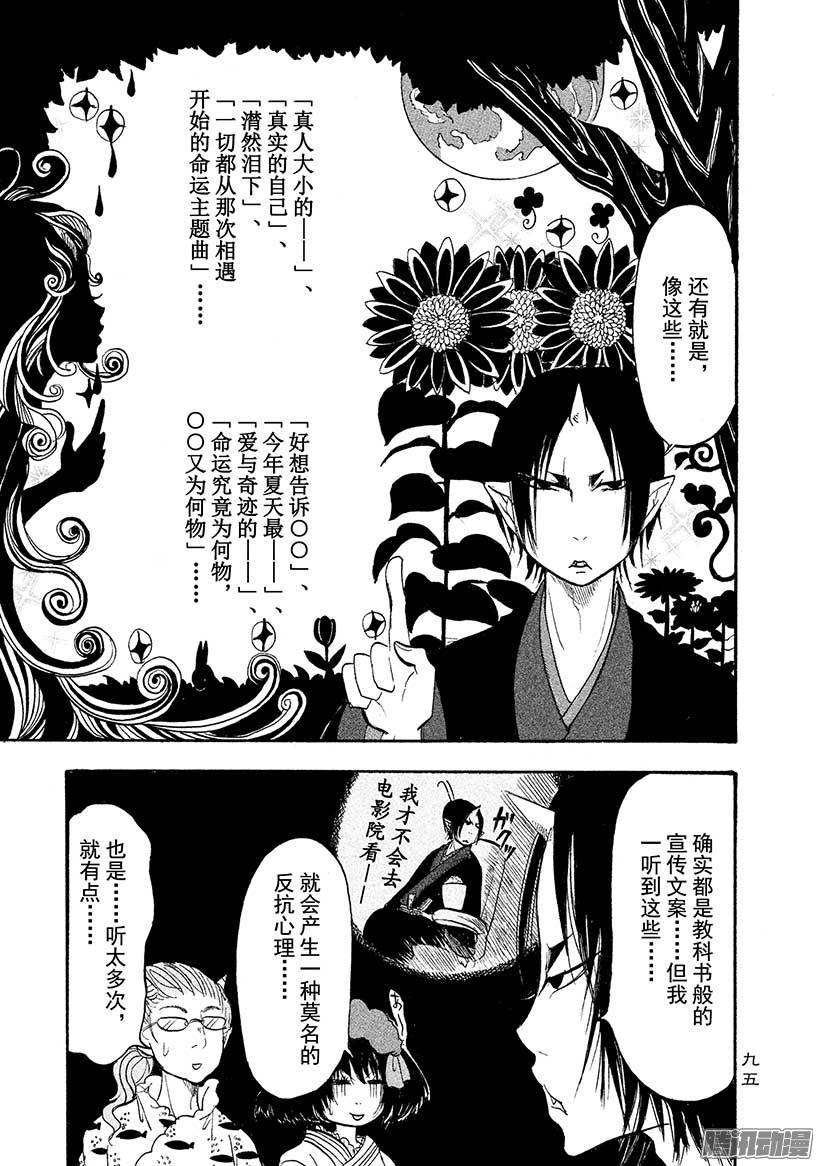 还有就是，
像这些……
「真人大小的——」、
「真实的自己」、
「潸然泪下」、
「一切都从那次相遇
开始的命运主题曲」……
「好想告诉〇〇」、
「今年夏天最——」、
「爱与奇迹的——」、
「命运究竟为何物，
〇〇又为何物」……
确实都是教科书般的
宣传文案……但我
一听到这些……
我才不会去
电影院看——
ガクッ
就会产生一种莫名的
反抗心理……
也是……听太多次，
就有点……
九五
腾讯动漫